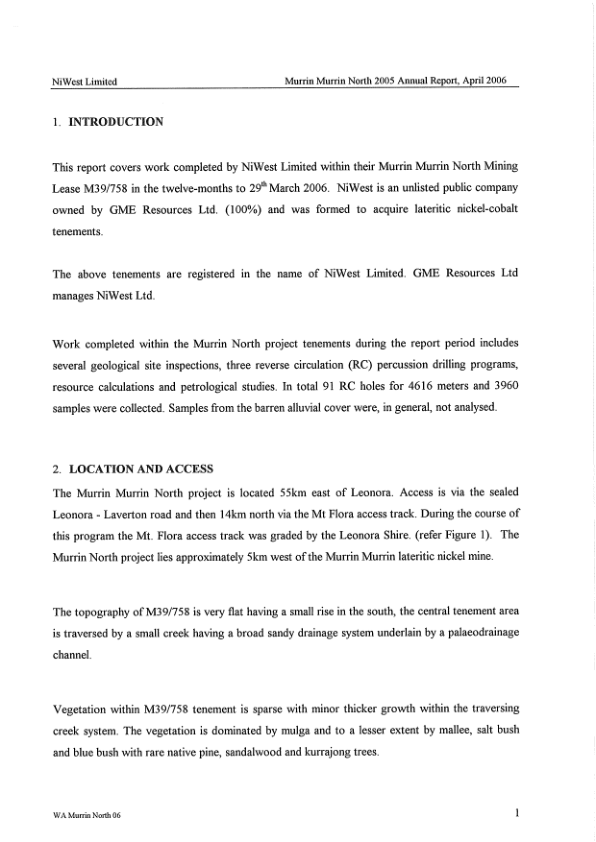 NiWest Limited Murrin Murrin North 2005 Annual Report, April 2006
1. INTRODUCTION
This report covers work completed by NiWest Limited within their Murrin Murrin North Mining
Lease M39/758 in the twelve-months to 29th March 2006. NiWest is an unlisted public company
owned by GME Resources Ltd. (100%) and was formed to acquire lateritic nickel-cobalt
tenements.
The above tenements are registered in the name of NiWest Limited. GME Resources Ltd
manages NiWest Ltd.
Work completed within the Murrin North project tenements during the report period includes
several geological site inspections, three reverse circulation (RC) percussion drilling programs,
resource calculations and petrological studies. In total 91 RC holes for 4616 meters and 3960
samples were collected. Samples from the barren alluvial cover were, in general, not analysed.
2. LOCATION AND ACCESS
The Murrin Murrin North project is located 55km east of Leonora. Access is via the sealed
Leonora - Laverton road and then 14km north via the Mt Flora access track. During the course of
this program the Mt. Flora access track was graded by the Leonora Shire. (refer Figure 1). The
Murrin North project lies approximately 5km west of the Murrin Murrin lateritic nickel mine.
The topography of M39/758 is very flat having a small rise in the south, the central tenement area
is traversed by a small creek having a broad sandy drainage system underlain by a palaeodrainage
channel.
Vegetation within M39/758 tenement is sparse with minor thicker growth within the traversing
creek system. The vegetation is dominated by mulga and to a lesser extent by mallee, salt bush
and blue bush with rare native pine, sandalwood and kurrajong trees.
WA Murrin North 06 1